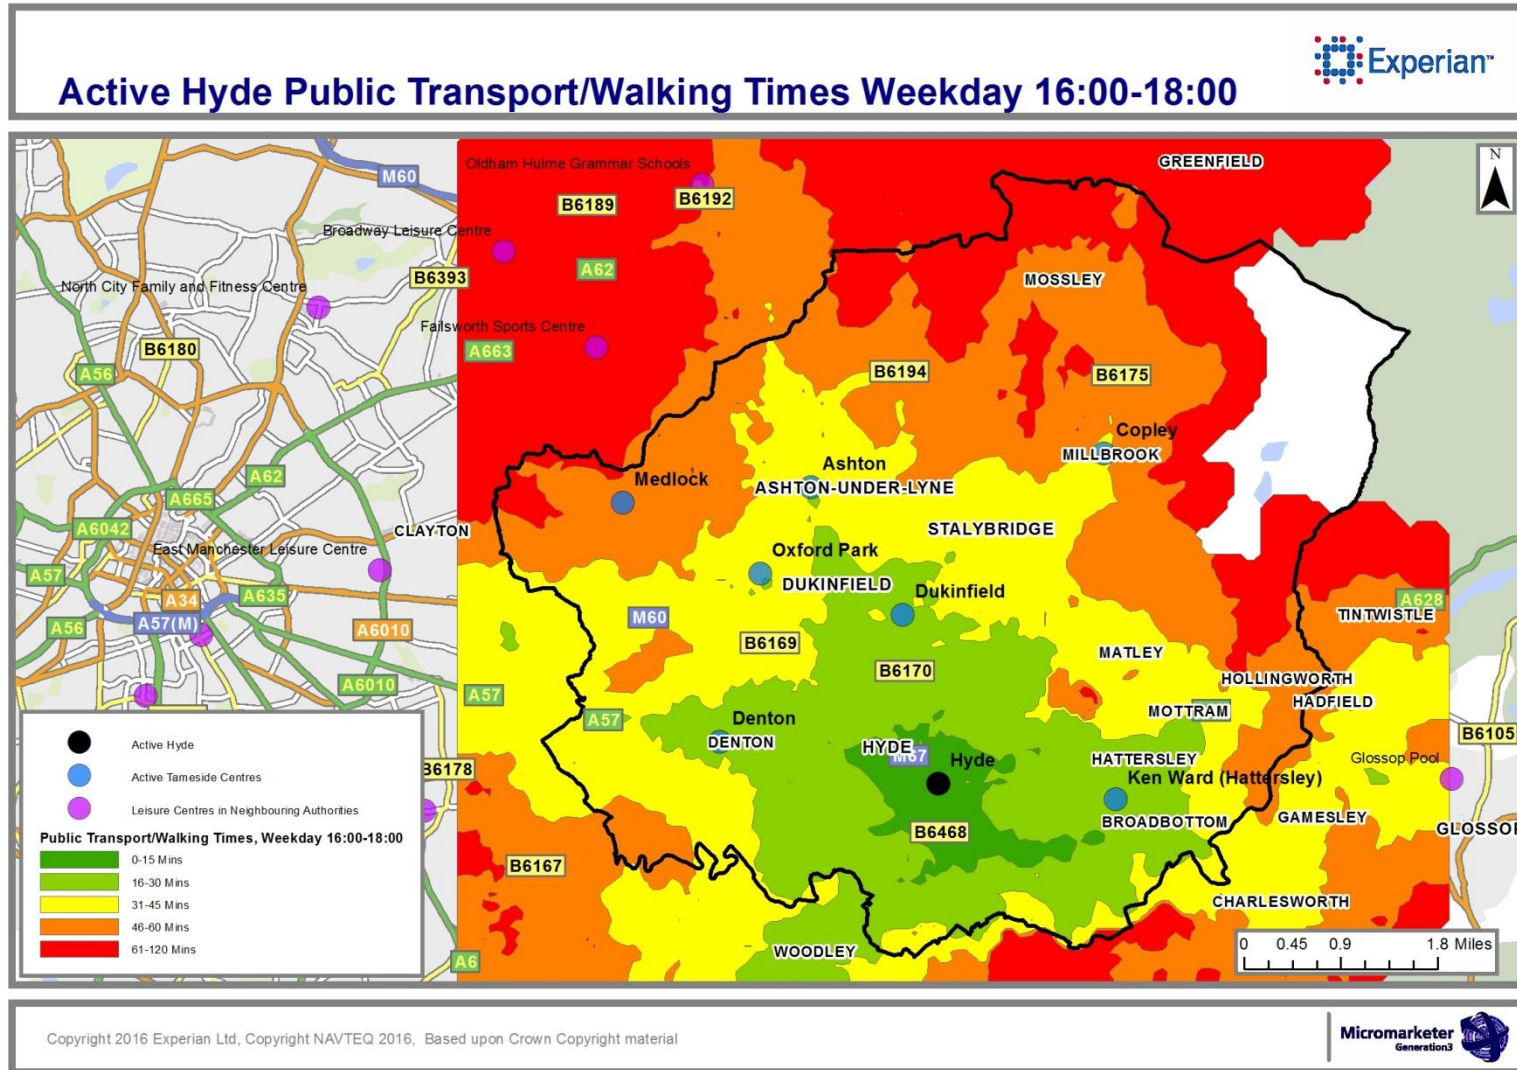 Active Hyde Public Transport/Walking Times Weekday 16:00-18:00
Experian™
N
GREENFIELD
Oldham Hulme Grammar Schools
M60
B6189
B6192
Broadway Leisure Centre
A62
B6393
MOSSLEY
North City Family and Fitness Centre
Failsworth Sports Centre
B6180
A663
A56
B6194
B6175
Copley
MILLBROOK
Ashton
Medlock
ASHTON-UNDER-LYNE
A62
A665
A6042
CLAYTON
STALYBRIDGE
East Manchester Leisure Centre
Oxford Park
DUKINFIELD
Dukinfield
A57
A635
A34
A628
TINTWISTLE
A57(M)
A56
A6010
M60
B6169
MATLEY
B6170
HOLLINGWORTH
A6010
A57
HADFIELD
MOTTRAM
A57
Denton
DENTON
B6105
HYDE
M67
Hyde
HATTERSLEY
Glossop Pool
B6178
Ken Ward (Hattersley)
GAMESLEY
BROADBOTTOM
B6468
GLOSSOP
B6167
CHARLESWORTH
WOODLEY
A6
Active Hyde
Active Tameside Centres
Leisure Centres in Neighbouring Authorities
Public Transport/Walking Times, Weekday 16:00-18:00
0-15 Mins
16-30 Mins
31-45 Mins
46-60 Mins
61-120 Mins
0 0.45 0.9 1.8 Miles
Copyright 2016 Experian Ltd, Copyright NAVTEQ 2016, Based upon Crown Copyright material
Micromarketer
Generation3